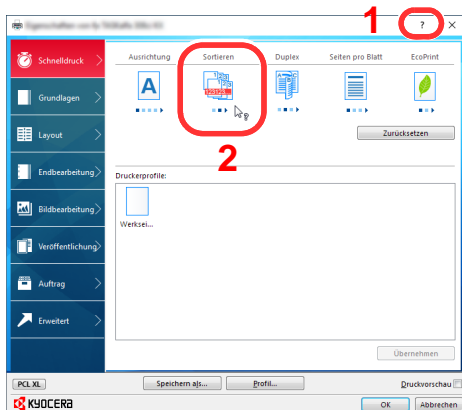 1
? ×
Schnelldruck
Grundlagen
Layout
Endbearbeitung
Bildbearbeitung
Veröffentlichung
Auftrag
Erweitert
Ausrichtung Sortieren Duplex Seiten pro Blatt EcoPrint
A
123123...
2
Zurücksetzen
Druckerprofile:
Werksei...
Übernehmen
PCL XL Speichern als... Profil... Druckvorschau
KYOCERA OK Abbrechen